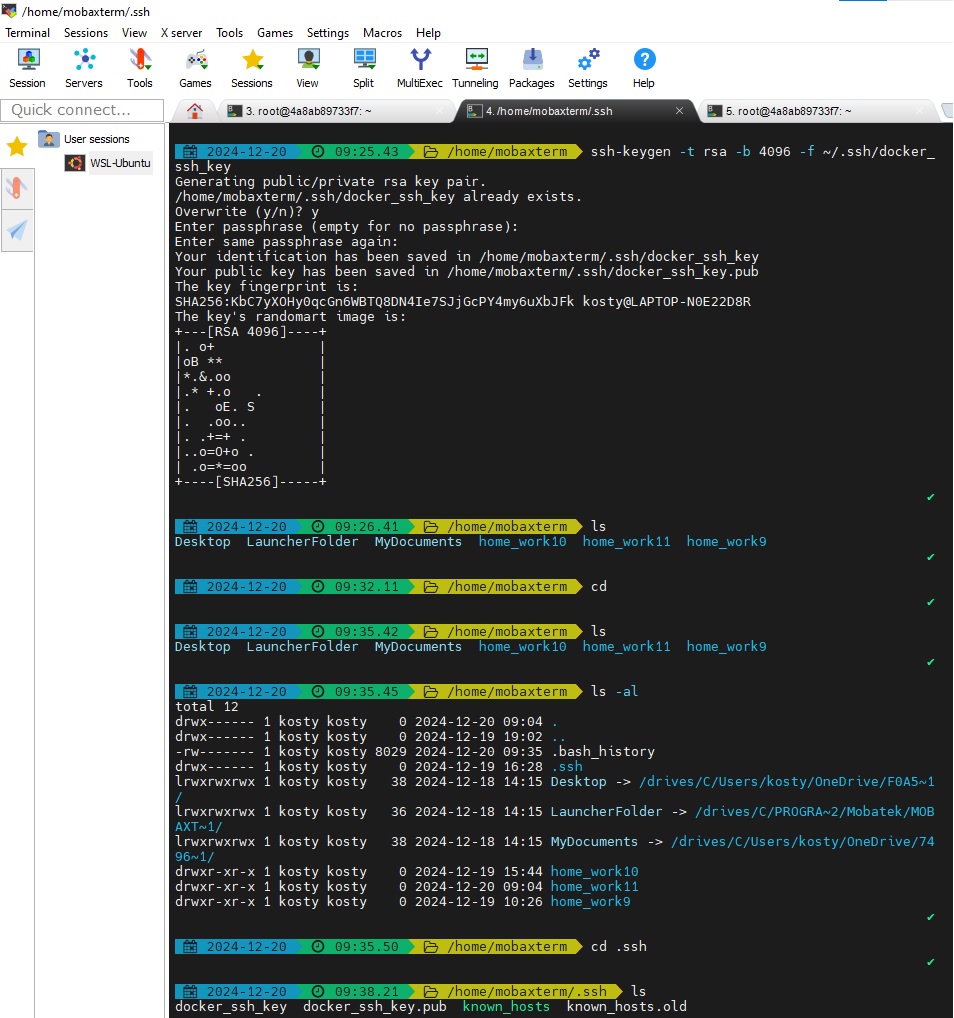 /home/mobaxterm/.ssh
Terminal Sessions View X server Tools Games Settings Macros Help
Session Servers Tools Games Sessions View Split MultiExec Tunneling Packages Settings Help
Quick connect...
3. root@4a8ab89733f7: ~
4. /home/mobaxterm/.ssh
5. root@4a8ab89733f7: ~
User sessions
WSL-Ubuntu
2024-12-20 09:25.43 /home/mobaxterm ssh-keygen -t rsa -b 4096 -f ~/.ssh/docker_
ssh_key
Generating public/private rsa key pair.
/home/mobaxterm/.ssh/docker_ssh_key already exists.
Overwrite (y/n)? y
Enter passphrase (empty for no passphrase):
Enter same passphrase again:
Your identification has been saved in /home/mobaxterm/.ssh/docker_ssh_key
Your public key has been saved in /home/mobaxterm/.ssh/docker_ssh_key.pub
The key fingerprint is:
SHA256:KbC7yXOHy0qcGn6WBTQ8DN4Ie7SJjGcPY4my6uXbJFk kosty@LAPTOP-N0E22D8R
The key's randomart image is:
+---[RSA 4096]----+
|. o+             |
|oB **            |
|*.&.oo           |
|.* +.o   .       |
|.   oE. S        |
|.  .oo..         |
|. .+=+ .         |
|..o=O+o .        |
| .o=*=oo         |
+----[SHA256]-----+
2024-12-20 09:26.41 /home/mobaxterm ls
Desktop LauncherFolder MyDocuments home_work10 home_work11 home_work9
2024-12-20 09:32.11 /home/mobaxterm cd
2024-12-20 09:35.42 /home/mobaxterm ls
Desktop LauncherFolder MyDocuments home_work10 home_work11 home_work9
2024-12-20 09:35.45 /home/mobaxterm ls -al
total 12
drwx------ 1 kosty kosty    0 2024-12-20 09:04 .
drwx------ 1 kosty kosty    0 2024-12-19 19:02 ..
-rw------- 1 kosty kosty 8029 2024-12-20 09:35 .bash_history
drwx------ 1 kosty kosty    0 2024-12-19 16:28 .ssh
lrwxrwxrwx 1 kosty kosty   38 2024-12-18 14:15 Desktop -> /drives/C/Users/kosty/OneDrive/F0A5~1
/
lrwxrwxrwx 1 kosty kosty   36 2024-12-18 14:15 LauncherFolder -> /drives/C/PROGRA~2/Mobatek/MOB
AXT~1/
lrwxrwxrwx 1 kosty kosty   38 2024-12-18 14:15 MyDocuments -> /drives/C/Users/kosty/OneDrive/74
96~1/
drwxr-xr-x 1 kosty kosty    0 2024-12-19 15:44 home_work10
drwxr-xr-x 1 kosty kosty    0 2024-12-20 09:04 home_work11
drwxr-xr-x 1 kosty kosty    0 2024-12-19 10:26 home_work9
2024-12-20 09:35.50 /home/mobaxterm cd .ssh
2024-12-20 09:38.21 /home/mobaxterm/.ssh ls
docker_ssh_key docker_ssh_key.pub known_hosts known_hosts.old